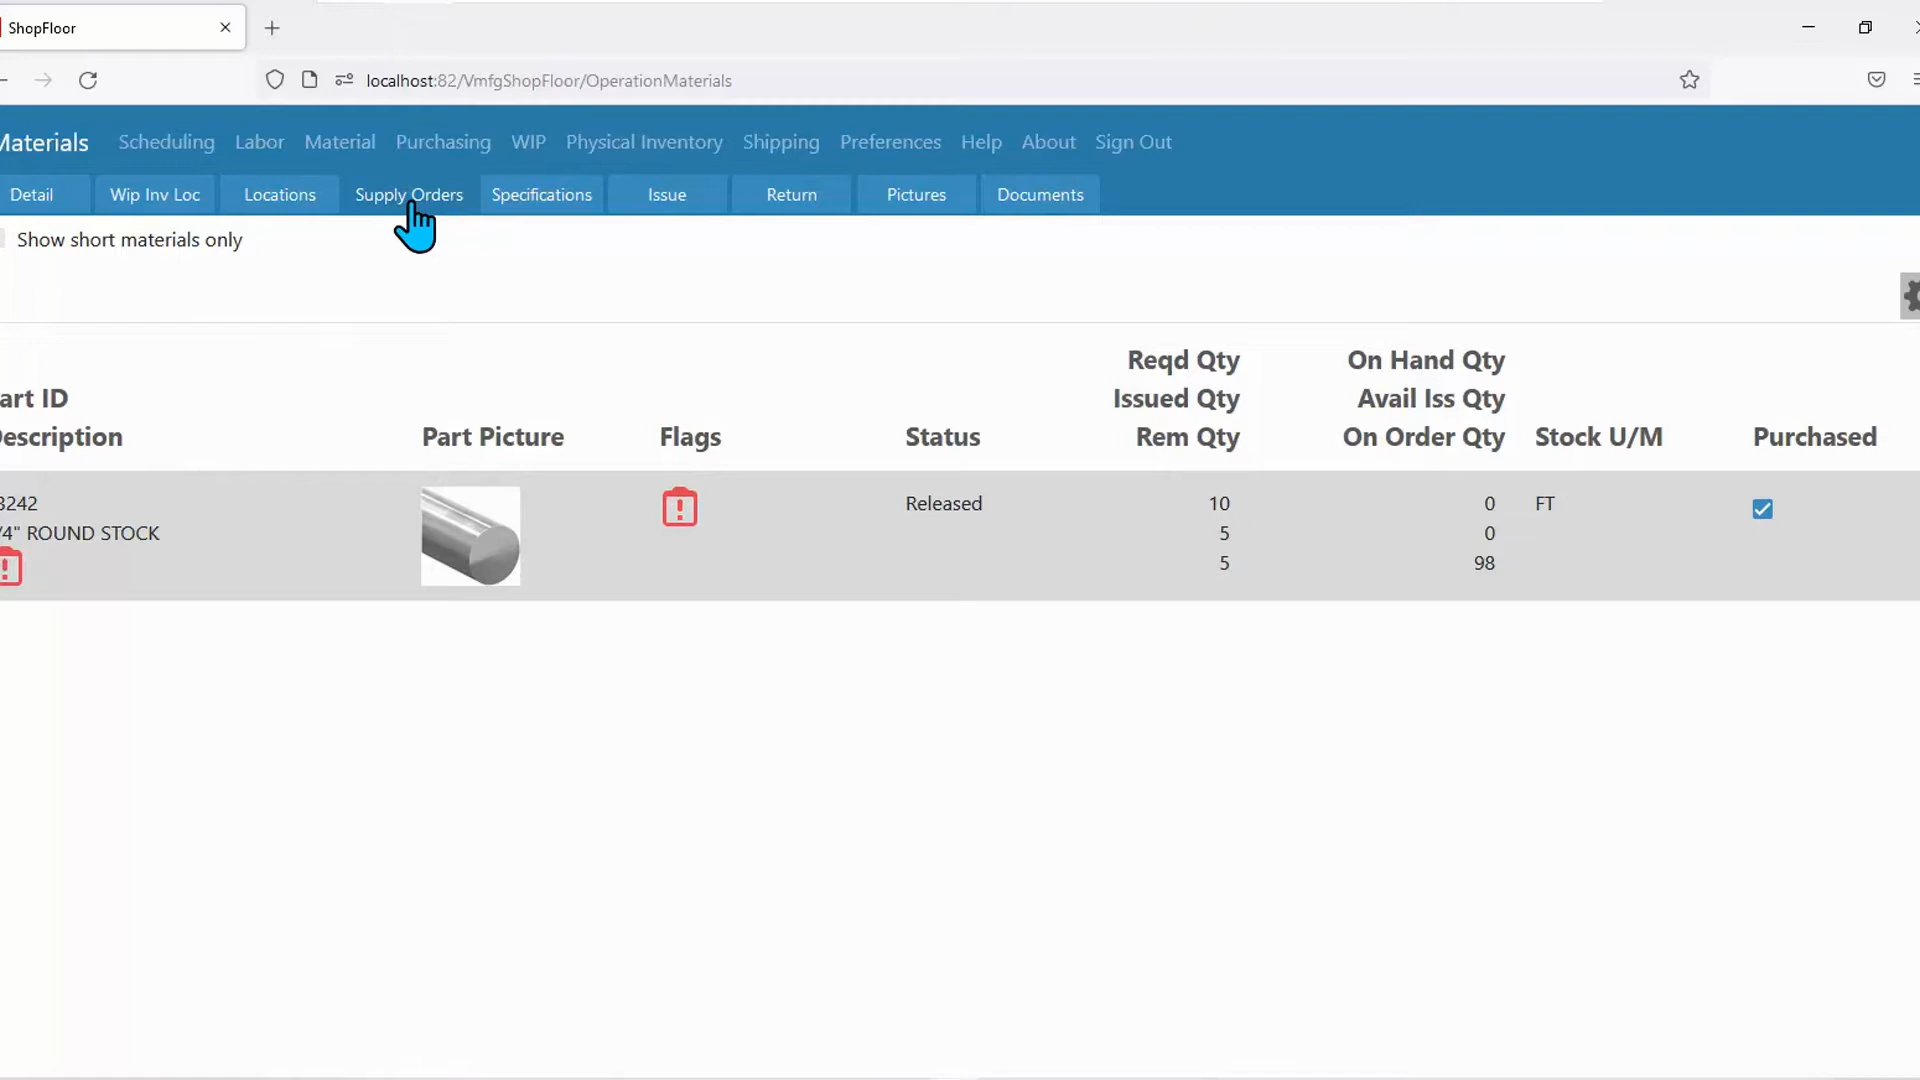 ShopFloor
localhost:82/VmfgShopFloor/OperationMaterials
Materials Scheduling Labor Material Purchasing WIP Physical Inventory Shipping Preferences Help About Sign Out
Detail Wip Inv Loc Locations Supply Orders Specifications Issue Return Pictures Documents
Show short materials only
Reqd Qty On Hand Qty
art ID Issued Qty Avail Iss Qty
escription Part Picture Flags Status Rem Qty On Order Qty Stock U/M Purchased
3242 Released 10 0 FT
/4" ROUND STOCK 5 0
5 98